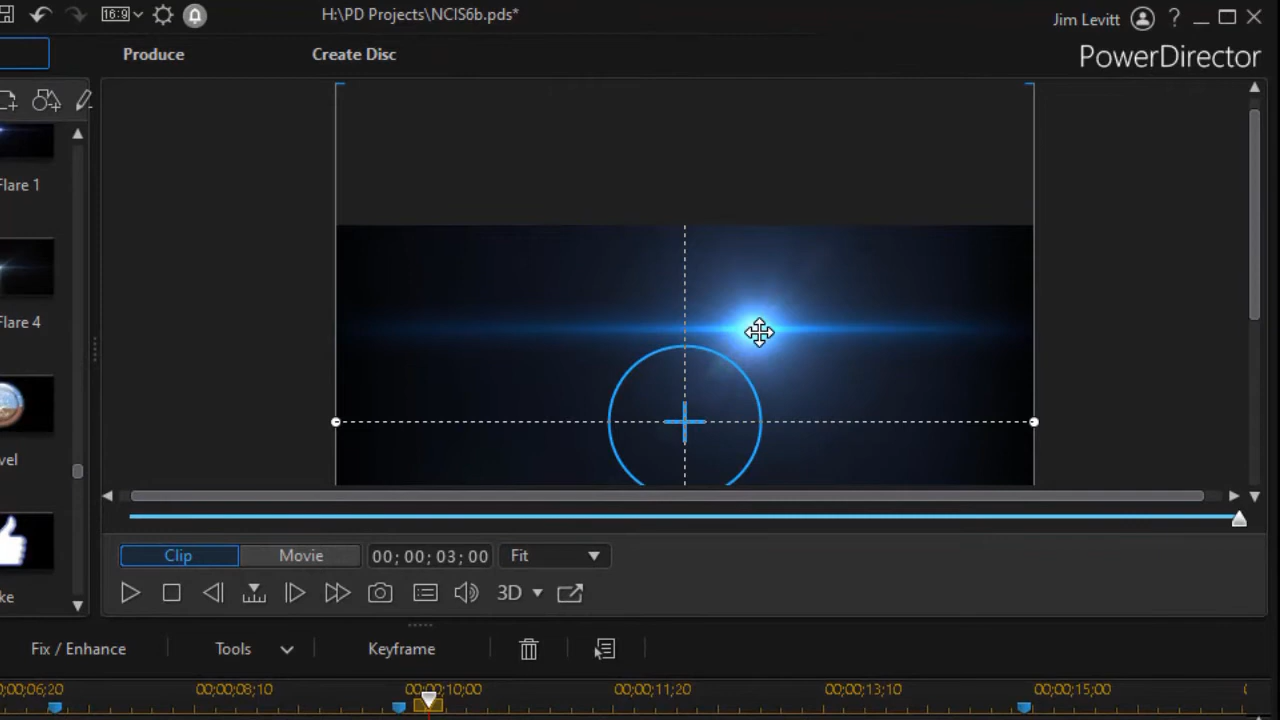 16:9
H:\PD Projects\NCIS6b.pds*
Jim Levitt
?
Produce
Create Disc
PowerDirector
Flare 1
Flare 4
vel
ke
Clip
Movie
00; 00; 03; 00
Fit
3D
Fix / Enhance
Tools
Keyframe
0;00;06;20
00;00;08;10
00;00;10;00
00;00;11;20
00;00;13;10
00;00;15;00